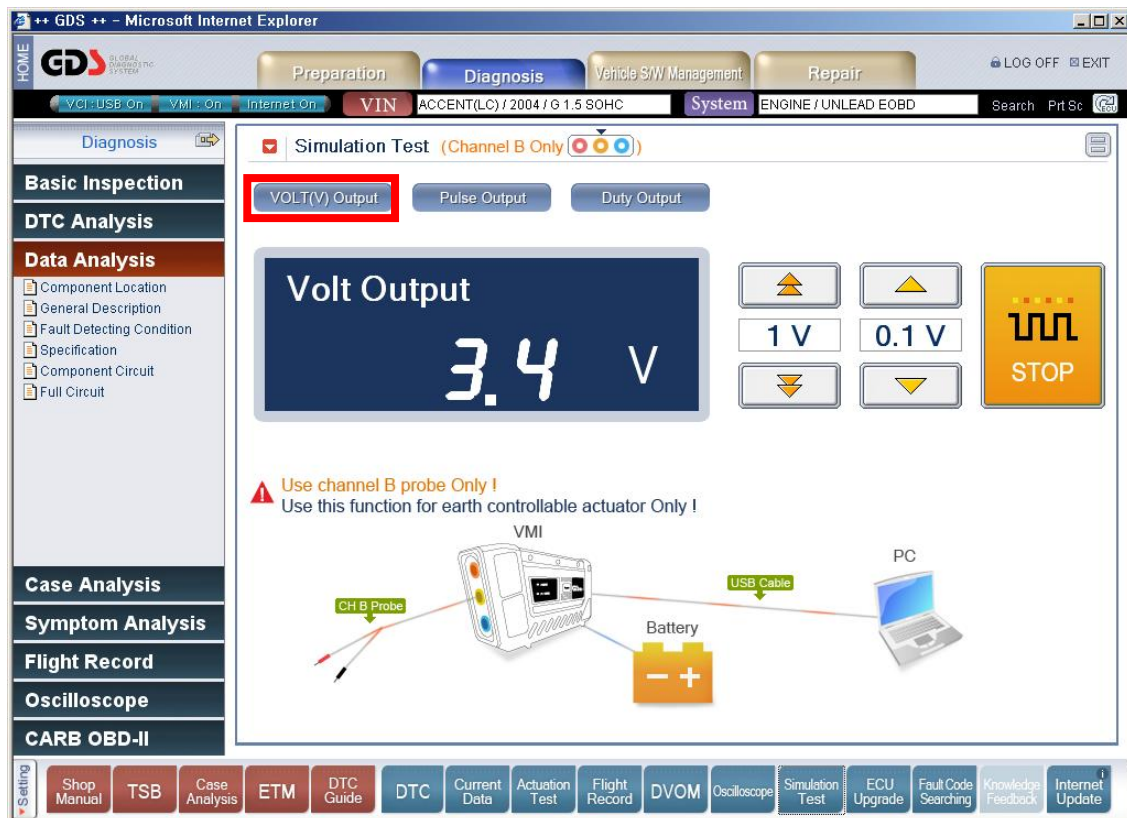 ++ GDS ++ - Microsoft Internet Explorer
HOME
GDS GLOBAL DIAGNOSTIC SYSTEM
Preparation
Diagnosis
Vehicle S/W Management
Repair
LOG OFF
EXIT
VCI : USB On
VMI : On
Internet On
VIN
ACCENT(LC) / 2004 / G 1.5 SOHC
System
ENGINE / UNLEAD EOBD
Search
Prt Sc
ECU
Diagnosis
Basic Inspection
DTC Analysis
Data Analysis
Component Location
General Description
Fault Detecting Condition
Specification
Component Circuit
Full Circuit
Case Analysis
Symptom Analysis
Flight Record
Oscilloscope
CARB OBD-II
Simulation Test (Channel B Only )
VOLT(V) Output
Pulse Output
Duty Output
Volt Output
3.4 V
1 V
0.1 V
STOP
Use channel B probe Only !
Use this function for earth controllable actuator Only !
VMI
PC
USB Cable
CH B Probe
Battery
Setting
Shop Manual
TSB
Case Analysis
ETM
DTC Guide
DTC
Current Data
Actuation Test
Flight Record
DVOM
Oscilloscope
Simulation Test
ECU Upgrade
Fault Code Searching
Knowledge Feedback
Internet Update